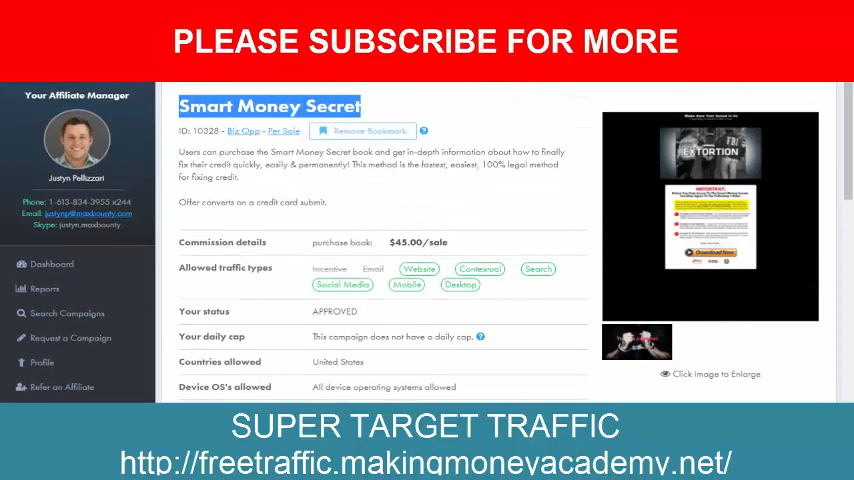 PLEASE SUBSCRIBE FOR MORE
Your Affiliate Manager
Justyn Pellizzari
Phone: 1-613-834-3955 x244
Email: justynp@maxbounty.com
Skype: justyn.maxbounty
Dashboard
Reports
Search Campaigns
Request a Campaign
Profile
Refer an Affiliate
Smart Money Secret
ID: 10328 - Biz Opp - Per Sale
Remove Bookmark
Users can purchase the Smart Money Secret book and get in-depth information about how to finally
fix their credit quickly, easily & permanently! This method is the fastest, easiest, 100% legal method
for fixing credit.
Offer converts on a credit card submit.
Commission details purchase book: $45.00/sale
Allowed traffic types Incentive Email Website Contexual Search
Social Media Mobile Desktop
Your status APPROVED
Your daily cap This campaign does not have a daily cap.
Countries allowed United States
Device OS's allowed All device operating systems allowed
EXTORTION
IMPORTANT:
Download Now
Click Image to Enlarge
SUPER TARGET TRAFFIC
http://freetraffic.makingmoneyacademy.net/